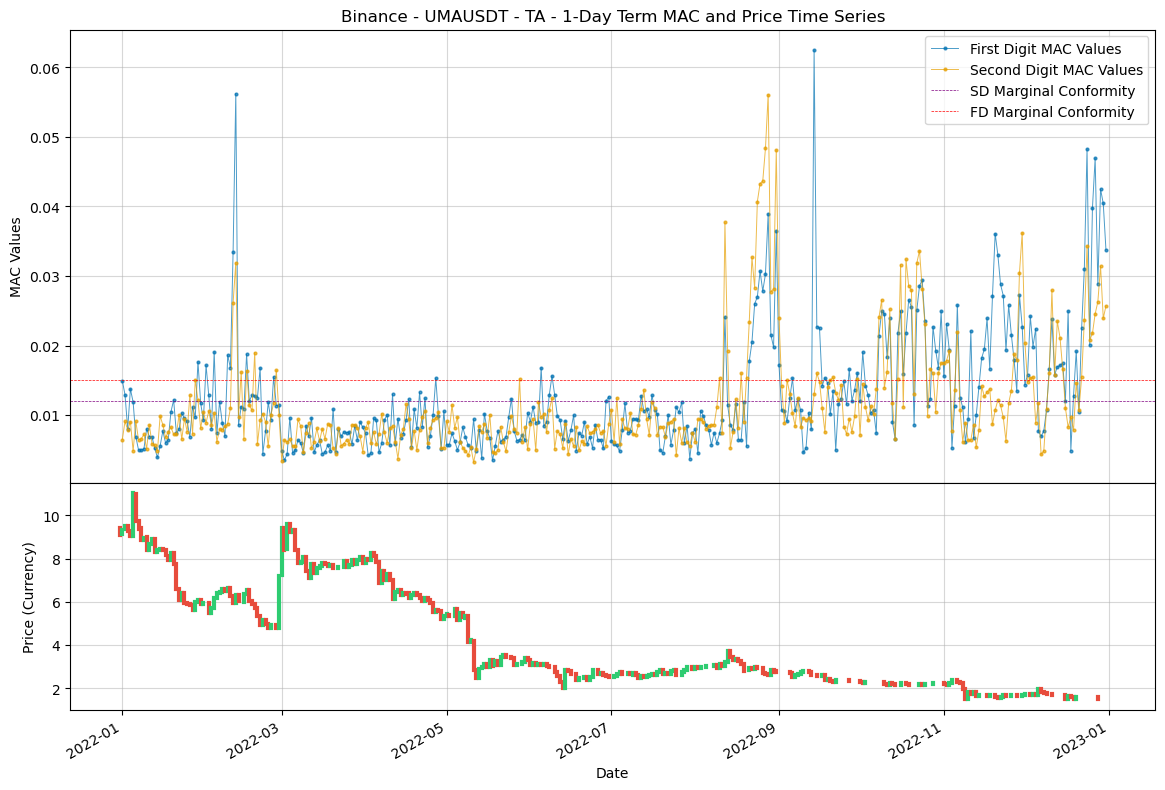 Binance - UMAUSDT - TA - 1-Day Term MAC and Price Time Series
First Digit MAC Values
Second Digit MAC Values
SD Marginal Conformity
FD Marginal Conformity
MAC Values
0.06
0.05
0.04
0.03
0.02
0.01
Price (Currency)
10
8
6
4
2
2022-01
2022-03
2022-05
2022-07
2022-09
2022-11
2023-01
Date